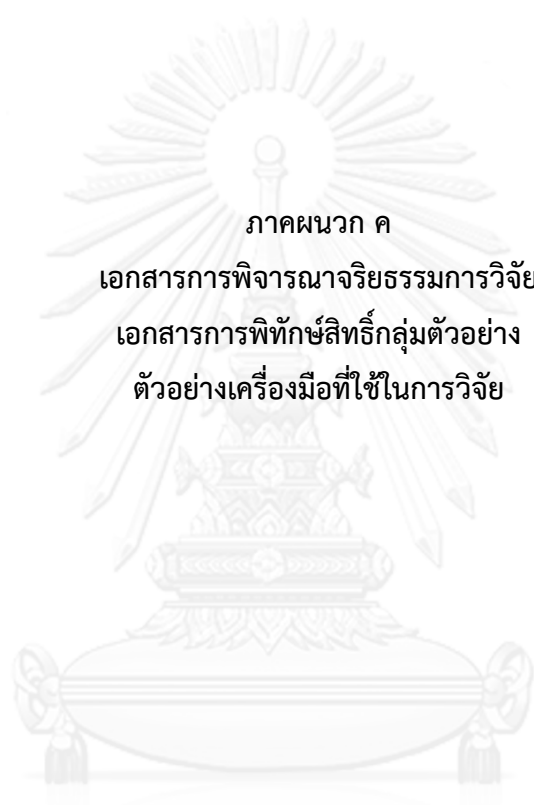 ภาคผนวก ค
เอกสารการพิจารณาจริยธรรมการวิจัย
เอกสารการพิทักษ์สิทธิ์กลุ่มตัวอย่าง
ตัวอย่างเครื่องมือที่ใช้ในการวิจัย